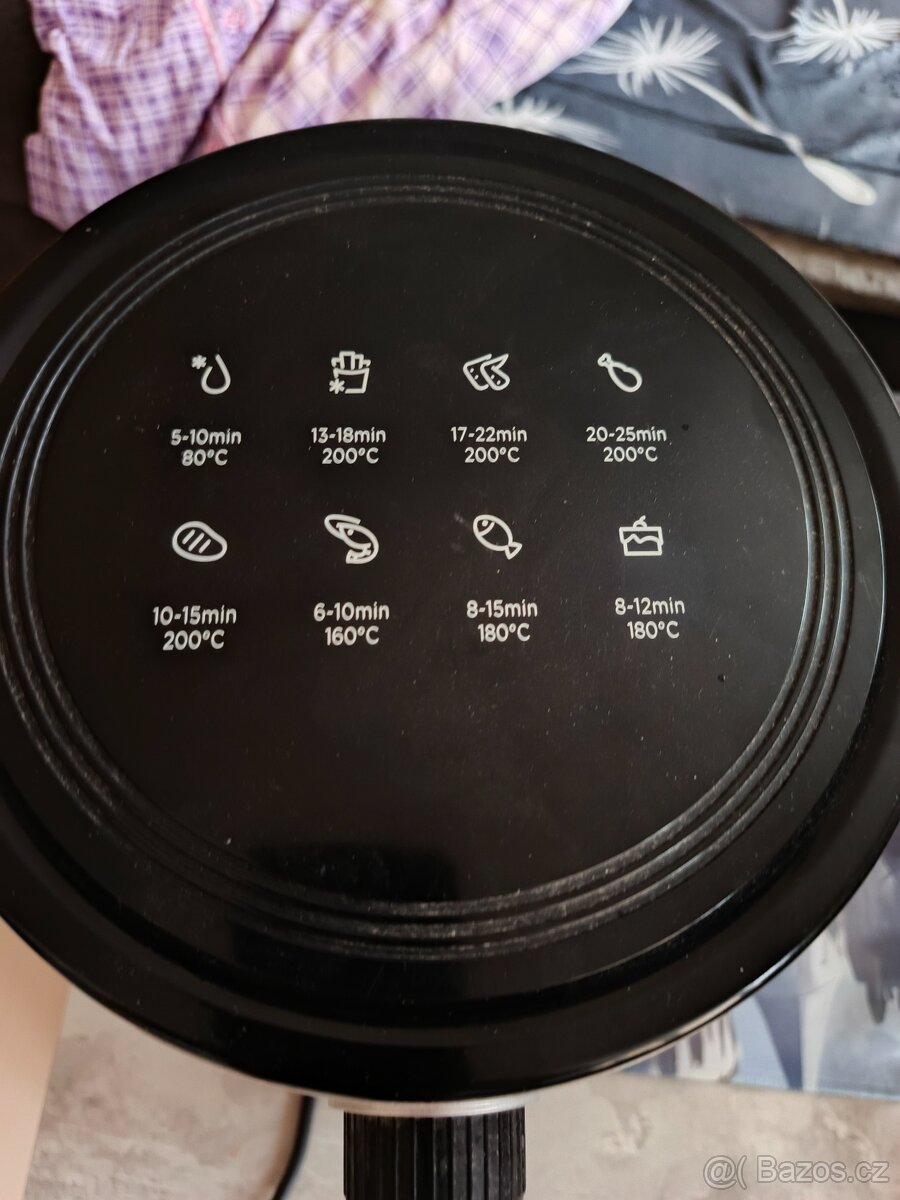 5-10min 13-18min 17-22min 20-25min
80°C 200°C 200°C 200°C
10-15min 6-10min 8-15min 8-12min
200°C 160°C 180°C 180°C
@( Bazos.cz